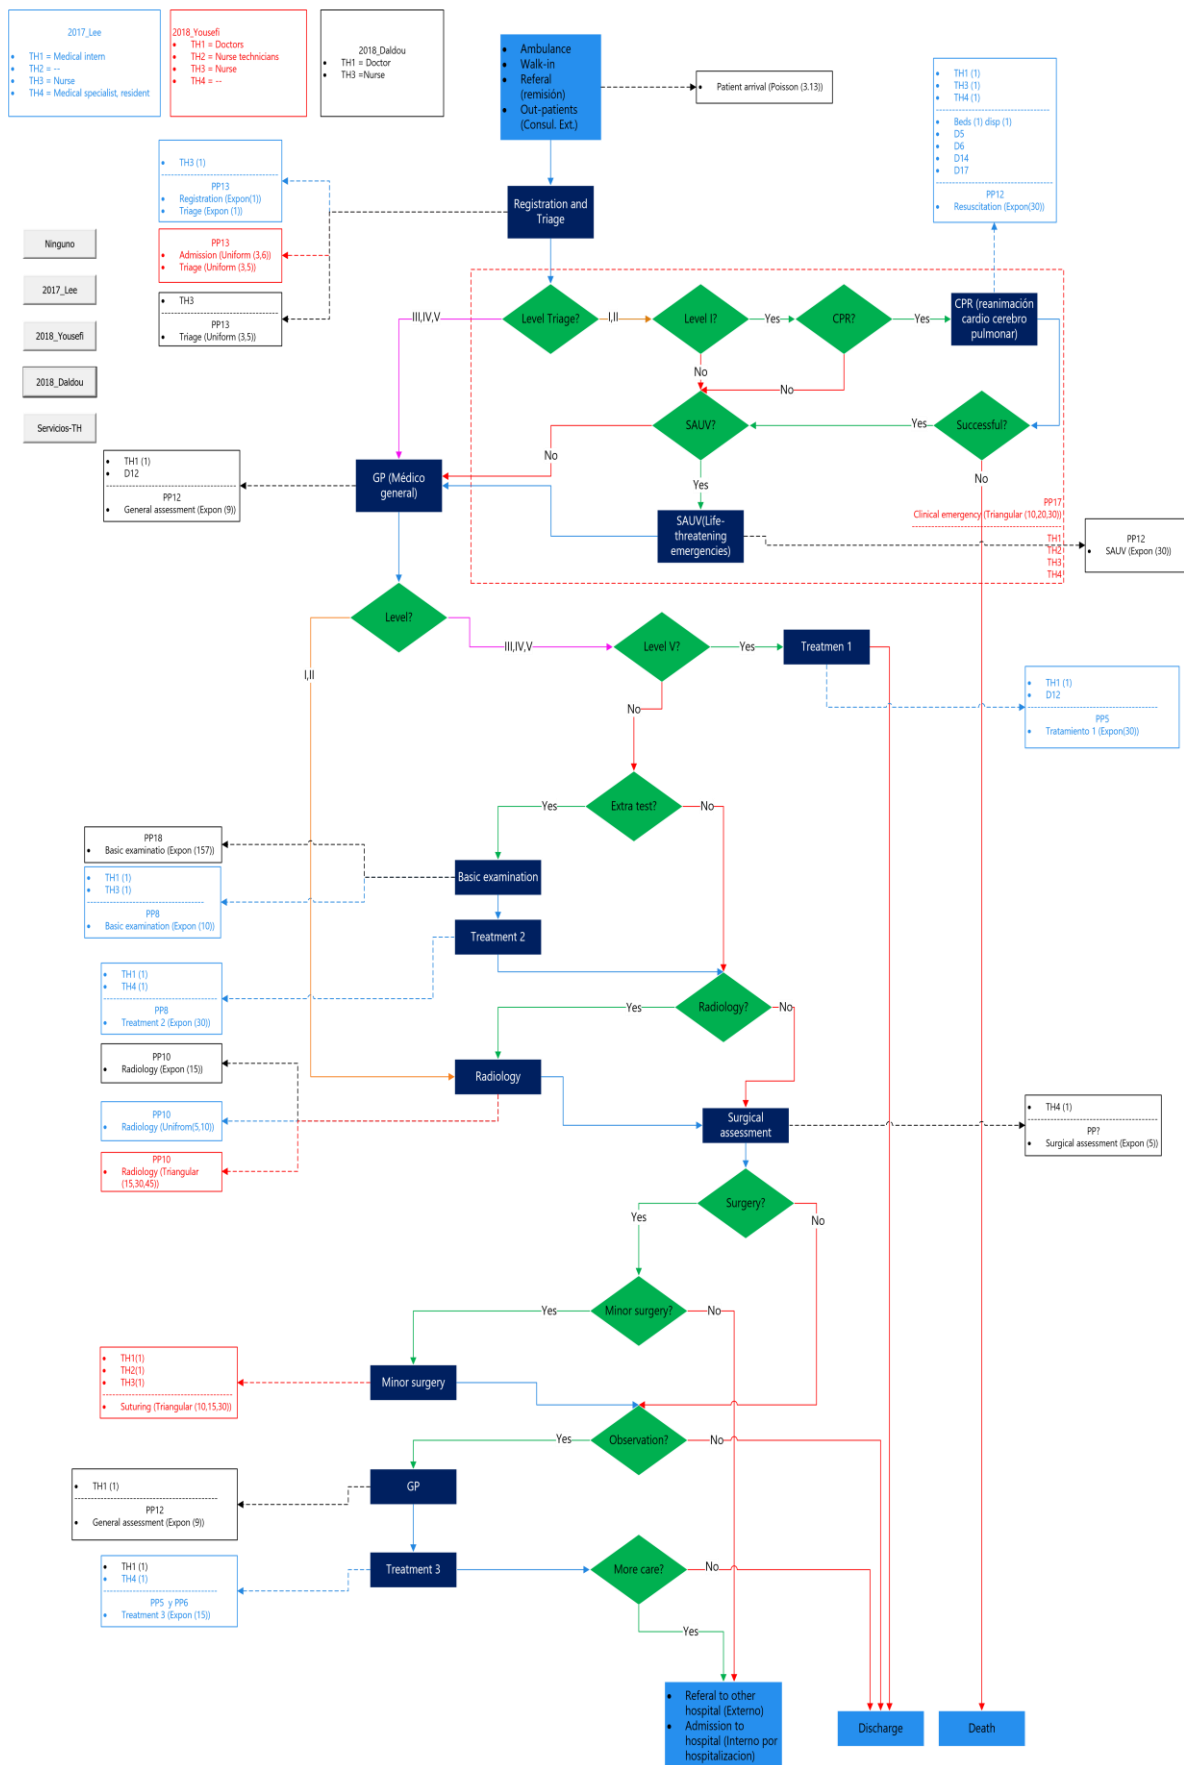 2017_Lee
TH1 = Medical intern
TH2 = --
TH3 = Nurse
TH4 = Medical specialist, resident
2018_Yousefi
TH1 = Doctors
TH2 = Nurse technicians
TH3 = Nurse
TH4 = --
2018_Daldou
TH1 = Doctor
TH3 =Nurse
Ambulance
Walk-in
Referal
(remisión)
Out-patients
(Consul. Ext.)
Patient arrival (Poisson (3.13))
TH1 (1)
TH3 (1)
TH4 (1)
Beds (1) disp (1)
D5
D6
D14
D17
PP12
Resuscitation (Expon(30))
TH3 (1)
PP13
Registration (Expon(1))
Triage (Expon (1))
Registration and
Triage
PP13
Admission (Uniform (3,6))
Triage (Uniform (3,5))
TH3
PP13
Triage (Uniform (3,5))
Ninguno
2017_Lee
2018_Yousefi
2018_Daldou
Servicios-TH
III,IV,V
Level Triage?
I,II
Level I?
Yes
CPR?
Yes
CPR (reanimación
cardio cerebro
pulmonar)
No
No
SAUV?
Yes
Successful?
No
Yes
No
TH1 (1)
D12
PP12
General assessment (Expon (9))
GP (Médico
general)
SAUV(Life-
threatening
emergencies)
PP17
Clinical emergency (Triangular (10,20,30))
TH1
TH2
TH3
TH4
PP12
SAUV (Expon (30))
Level?
I,II
III,IV,V
Level V?
Yes
Treatmen 1
No
TH1 (1)
D12
PP5
Tratamiento 1 (Expon(30))
Yes
Extra test?
No
PP18
Basic examinatio (Expon (157))
TH1 (1)
TH3 (1)
PP8
Basic examination (Expon (10))
Basic examination
Treatment 2
TH1 (1)
TH4 (1)
PP8
Treatment 2 (Expon (30))
Yes
Radiology?
No
PP10
Radiology (Expon (15))
Radiology
PP10
Radiology (Unifrom(5,10))
PP10
Radiology (Triangular
(15,30,45))
Surgical
assessment
TH4 (1)
PP?
Surgical assessment (Expon (5))
Surgery?
Yes
No
Yes
Minor surgery?
No
TH1(1)
TH2(1)
TH3(1)
Suturing (Triangular (10,15,30))
Minor surgery
Yes
Observation?
No
TH1 (1)
PP12
General assessment (Expon (9))
GP
TH1 (1)
TH4 (1)
PP5 y PP6
Treatment 3 (Expon (15))
Treatment 3
More care?
No
Yes
Referal to other
hospital (Externo)
Admission to
hospital (Interno por
hospitalizacion)
Discharge
Death